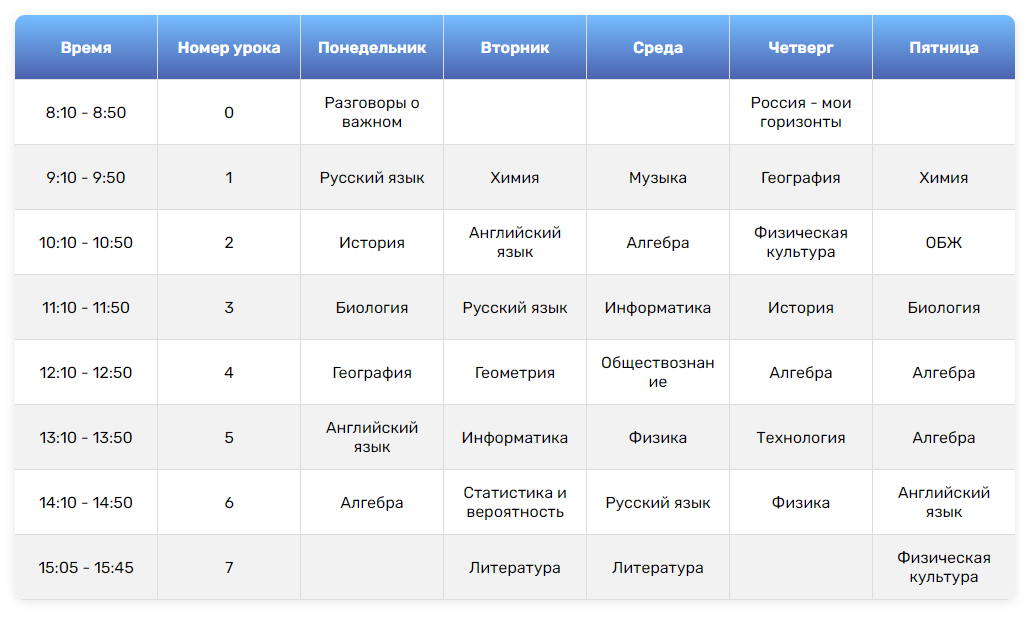 Время Номер урока Понедельник Вторник Среда Четверг Пятница
8:10 - 8:50 0 Разговоры о важном Россия - мои горизонты
9:10 - 9:50 1 Русский язык Химия Музыка География Химия
10:10 - 10:50 2 История Английский язык Алгебра Физическая культура ОБЖ
11:10 - 11:50 3 Биология Русский язык Информатика История Биология
12:10 - 12:50 4 География Геометрия Обществознание Алгебра Алгебра
13:10 - 13:50 5 Английский язык Информатика Физика Технология Алгебра
14:10 - 14:50 6 Алгебра Статистика и вероятность Русский язык Физика Английский язык
15:05 - 15:45 7 Литература Литература Физическая культура